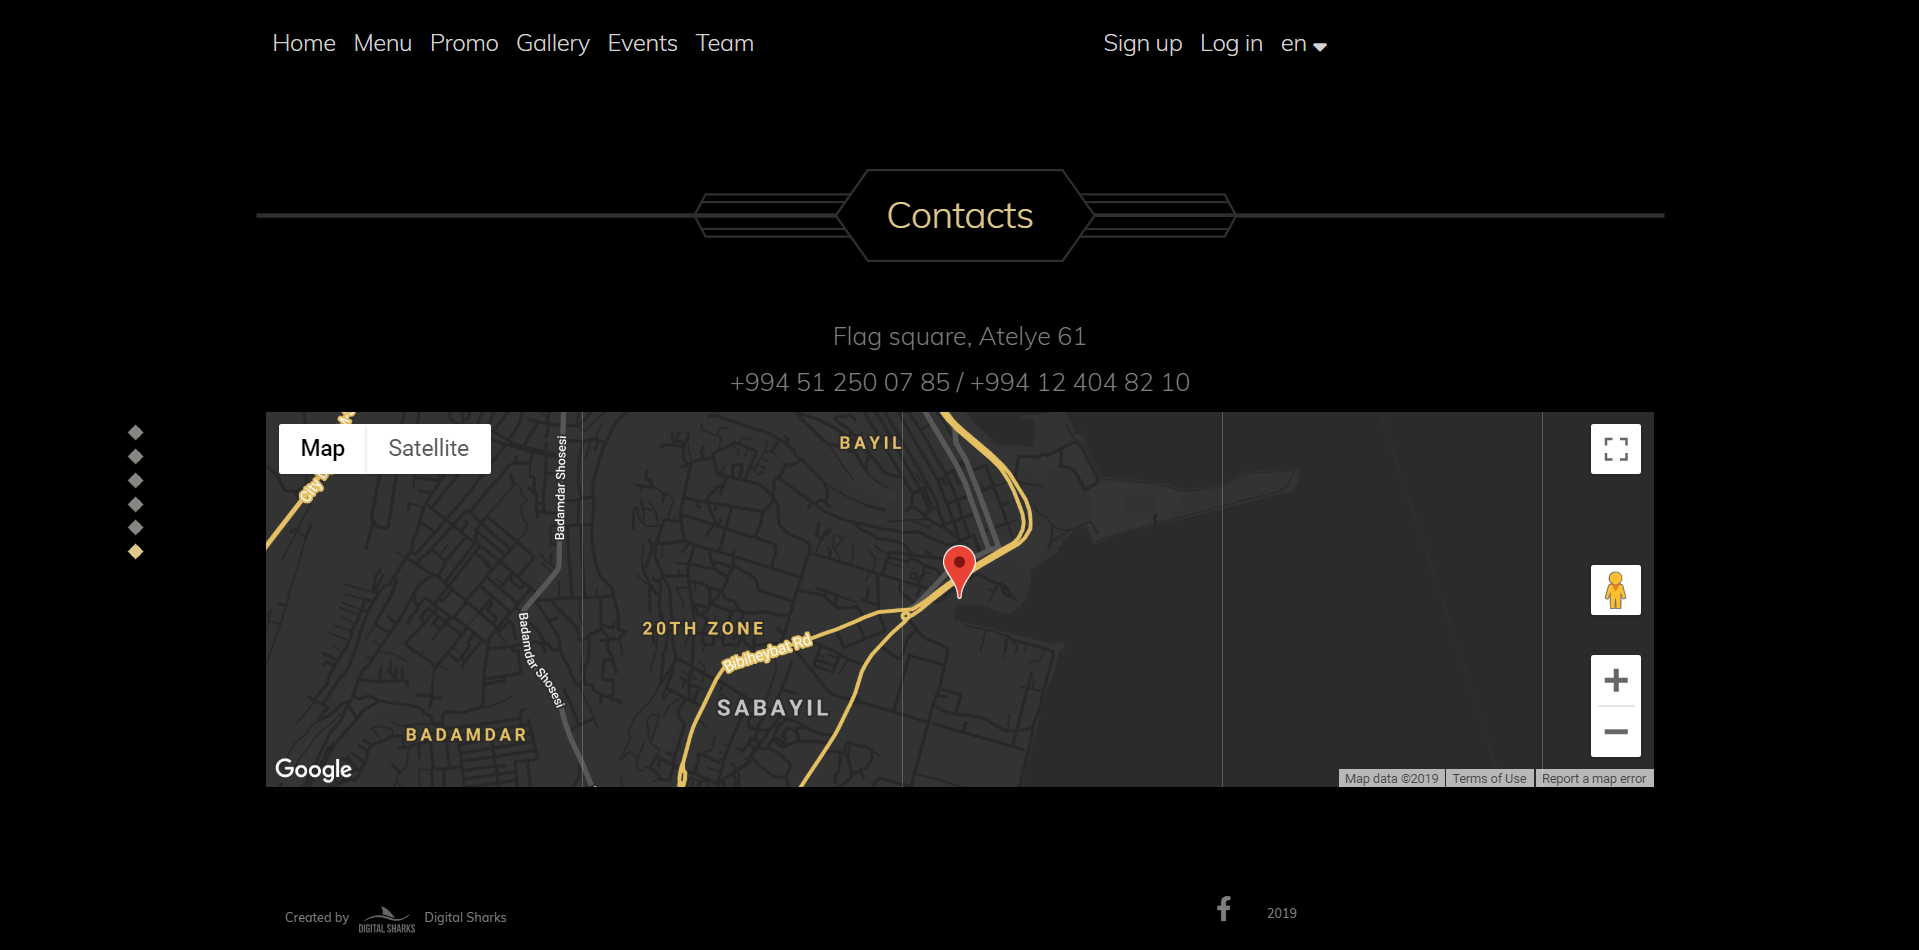 Home Menu Promo Gallery Events Team Sign up Log in en
Contacts
Flag square, Atelye 61
+994 51 250 07 85 / +994 12 404 82 10
Map Satellite
BAYIL
City
Badamdar Shosesi
20TH ZONE
Bibiheybat Rd
Badamdar Shosesi
SABAYIL
BADAMDAR
Google
Map data ©2019 Terms of Use Report a map error
Created by DIGITAL SHARKS Digital Sharks
2019